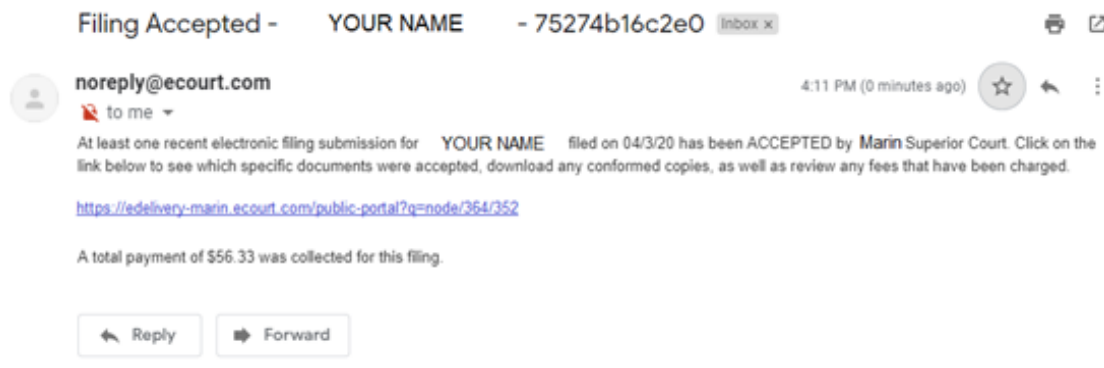 Filing Accepted - YOUR NAME - 75274b16c2e0 Inbox x
noreply@ecourt.com 4:11 PM (0 minutes ago)
to me
At least one recent electronic filing submission for YOUR NAME filed on 04/3/20 has been ACCEPTED by Marin Superior Court. Click on the
link below to see which specific documents were accepted, download any conformed copies, as well as review any fees that have been charged.
https://edelivery-marin.ecourt.com/public-portal?q=node/364/352
A total payment of $56.33 was collected for this filing.
Reply Forward